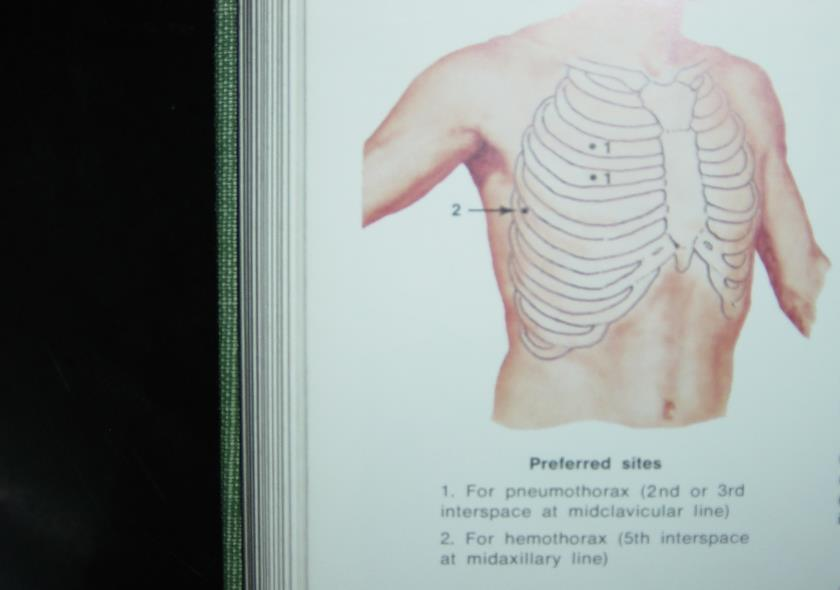 1
1
2
Preferred sites
1. For pneumothorax (2nd or 3rd
interspace at midclavicular line)
2. For hemothorax (5th interspace
at midaxillary line)